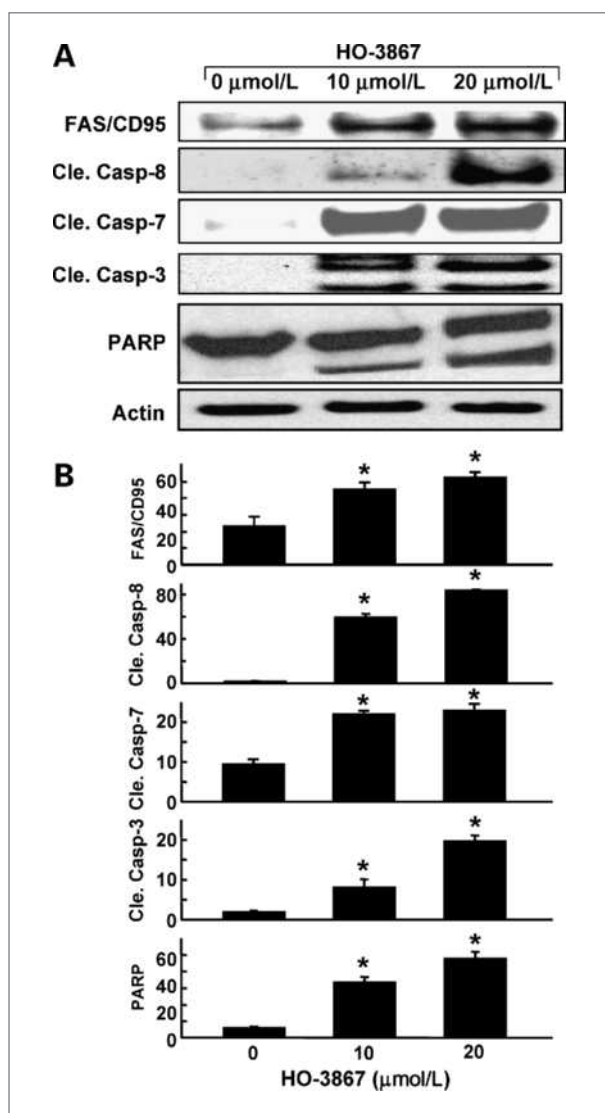 A
HO-3867
0 μmol/L 10 μmol/L 20 μmol/L
FAS/CD95
Cle. Casp-8
Cle. Casp-7
Cle. Casp-3
PARP
Actin
B
FAS/CD95
60
40
20
0
* *
Cle. Casp-8
80
40
0
* *
Cle. Casp-7
20
10
0
* *
Cle. Casp-3
20
10
0
* *
PARP
60
40
20
0
* *
0 10 20
HO-3867 (μmol/L)